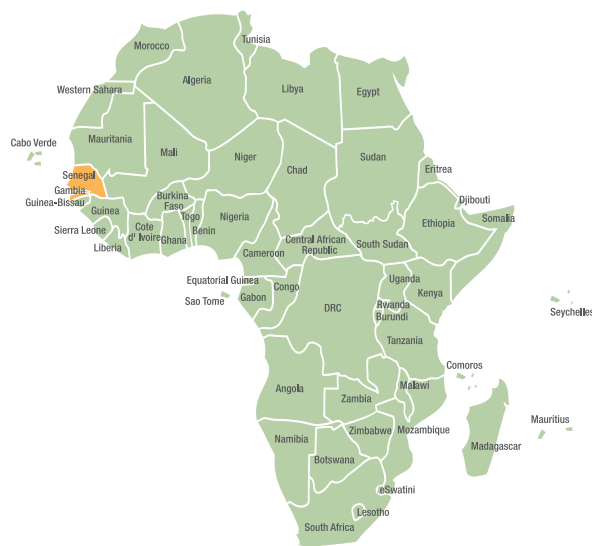 Tunisia
Morocco
Algeria
Libya
Egypt
Western Sahara
Mauritania
Cabo Verde
Mali
Niger
Chad
Sudan
Eritrea
Senegal
Gambia
Guinea-Bissau
Guinea
Burkina
Faso
Togo
Benin
Nigeria
Djibouti
Somalia
Ethiopia
Sierra Leone
Liberia
Cote
d' Ivoire
Ghana
Cameroon
Central African
Republic
South Sudan
Equatorial Guinea
Sao Tome
Gabon
Congo
DRC
Uganda
Kenya
Rwanda
Burundi
Seychelles
Tanzania
Comoros
Angola
Zambia
Malawi
Mozambique
Mauritius
Madagascar
Namibia
Zimbabwe
Botswana
eSwatini
Lesotho
South Africa